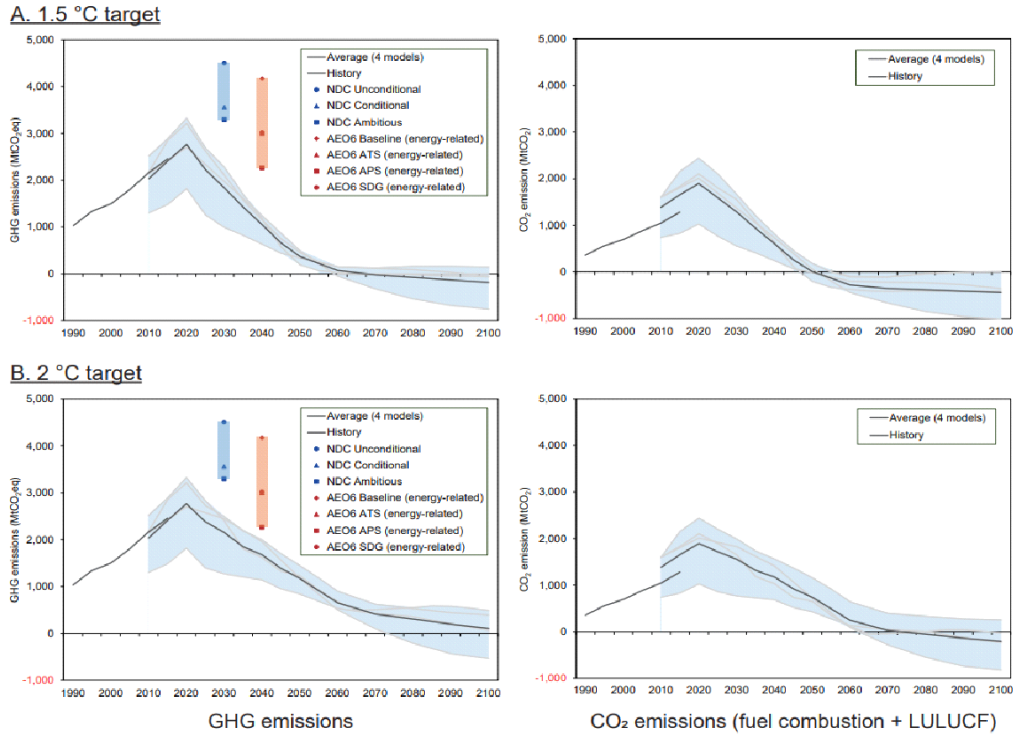 A. 1.5 °C target
GHG emissions (MtCO₂eq)
5,000
4,000
3,000
2,000
1,000
0
-1,000
1990 2000 2010 2020 2030 2040 2050 2060 2070 2080 2090 2100
Average (4 models)
History
NDC Unconditional
NDC Conditional
NDC Ambitious
AEO6 Baseline (energy-related)
AEO6 ATS (energy-related)
AEO6 APS (energy-related)
AEO6 SDG (energy-related)
CO₂ emission (MtCO₂)
5,000
4,000
3,000
2,000
1,000
0
-1,000
1990 2000 2010 2020 2030 2040 2050 2060 2070 2080 2090 2100
Average (4 models)
History
B. 2 °C target
GHG emissions (MtCO₂eq)
5,000
4,000
3,000
2,000
1,000
0
-1,000
1990 2000 2010 2020 2030 2040 2050 2060 2070 2080 2090 2100
Average (4 models)
History
NDC Unconditional
NDC Conditional
NDC Ambitious
AEO6 Baseline (energy-related)
AEO6 ATS (energy-related)
AEO6 APS (energy-related)
AEO6 SDG (energy-related)
GHG emissions
CO₂ emission (MtCO₂)
5,000
4,000
3,000
2,000
1,000
0
-1,000
1990 2000 2010 2020 2030 2040 2050 2060 2070 2080 2090 2100
Average (4 models)
History
CO₂ emissions (fuel combustion + LULUCF)